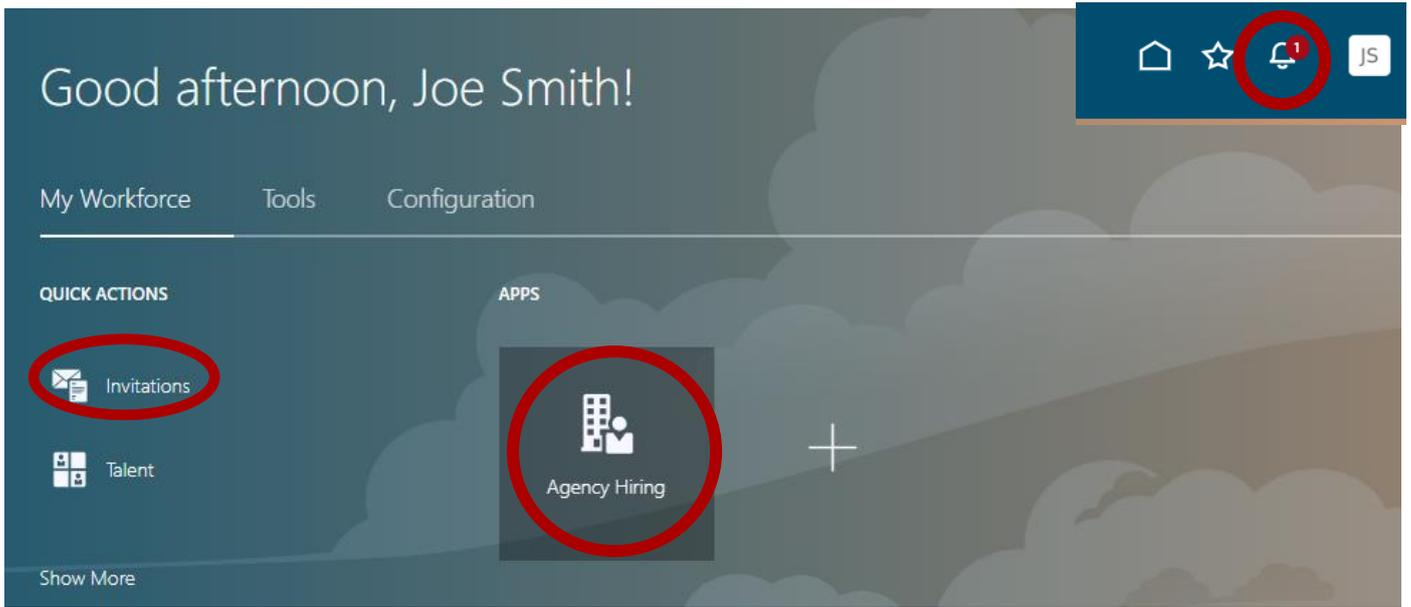 1
JS
Good afternoon, Joe Smith!
My Workforce Tools Configuration
QUICK ACTIONS
APPS
Invitations
Talent
Agency Hiring
Show More